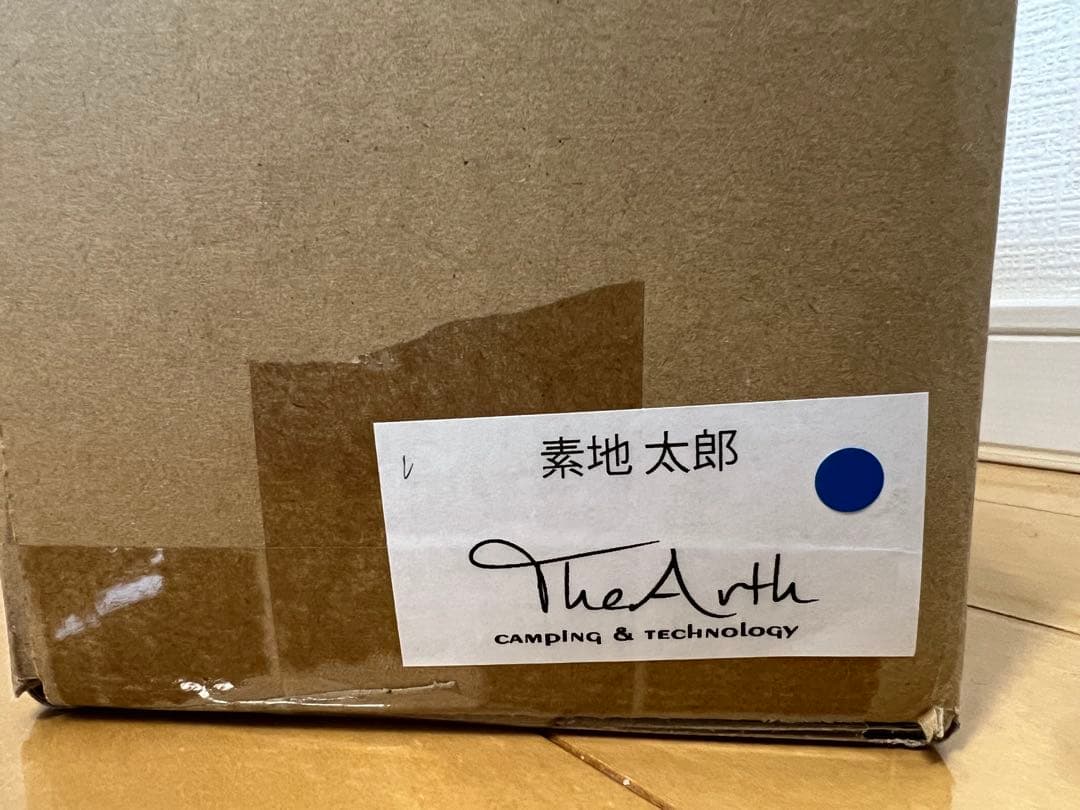 素地 太郎
TheArth
CAMPING & TECHNOLOGY